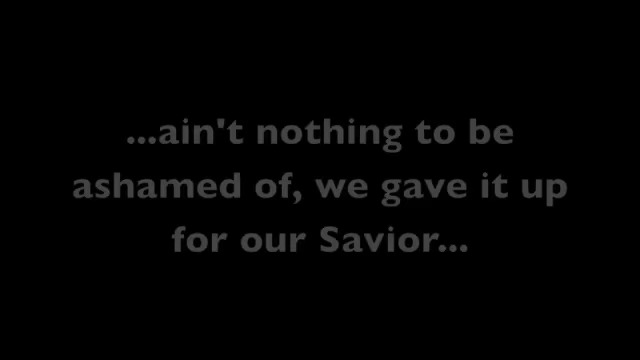 ...ain't nothing to be
ashamed of, we gave it up
for our Savior...